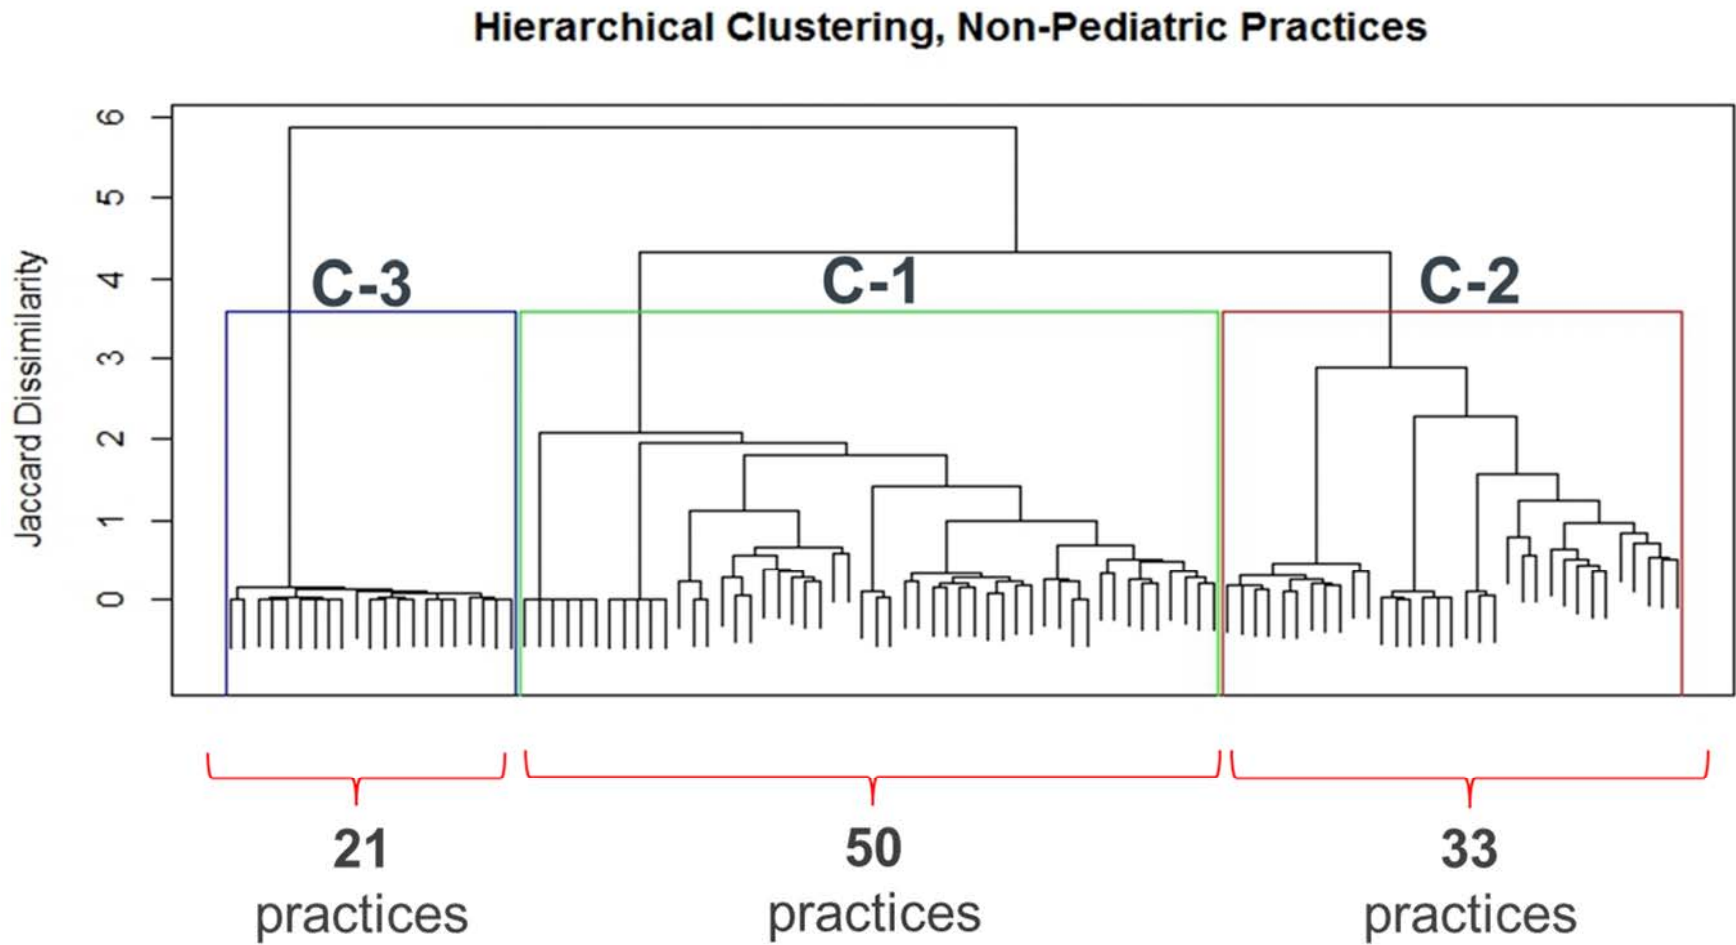 Hierarchical Clustering, Non-Pediatric Practices
Jaccard Dissimilarity
6
5
4
3
2
1
0
C-3
C-1
C-2
21
practices
50
practices
33
practices